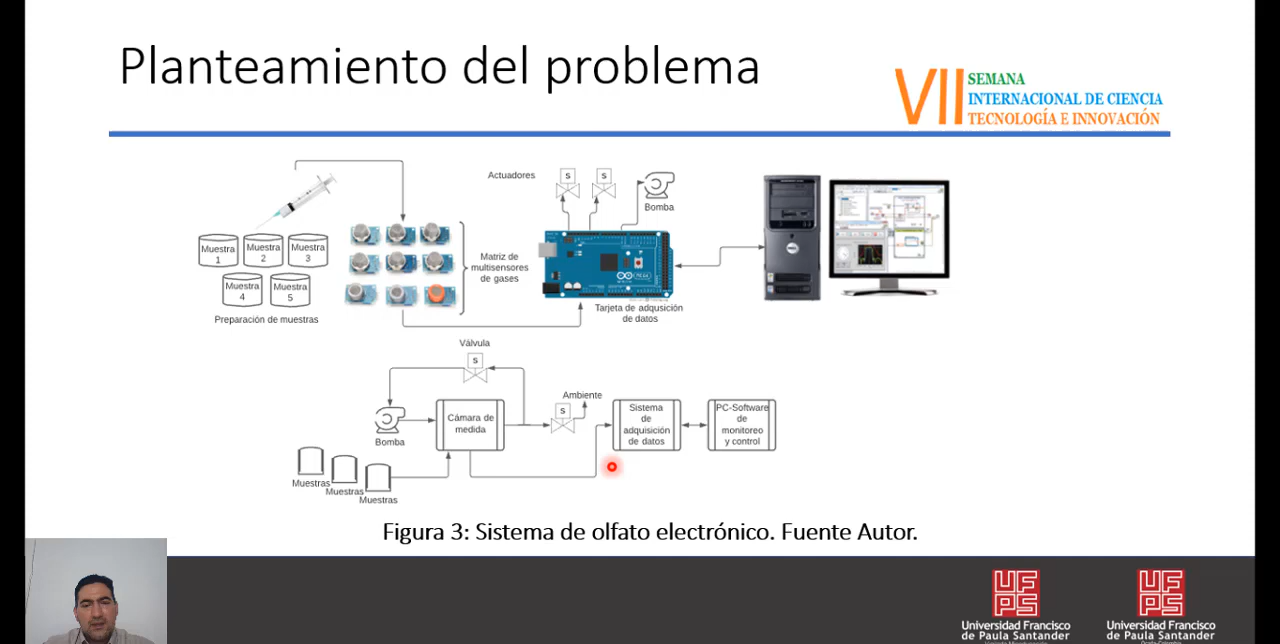 Planteamiento del problema
VII SEMANA
INTERNACIONAL DE CIENCIA
TECNOLOGÍA E INNOVACIÓN
Actuadores
S
S
Bomba
Muestra
1
Muestra
2
Muestra
3
Muestra
4
Muestra
5
Preparación de muestras
Matriz de
multisensores
de gases
Tarjeta de adqusición
de datos
Válvula
S
Bomba
Cámara de
medida
Ambiente
S
Sistema
de
adquisición
de datos
PC-Software
de
monitoreo
y control
Muestras
Muestras
Muestras
Figura 3: Sistema de olfato electrónico. Fuente Autor.
UFPS
Universidad Francisco
de Paula Santander
UFPS
Universidad Francisco
de Paula Santander